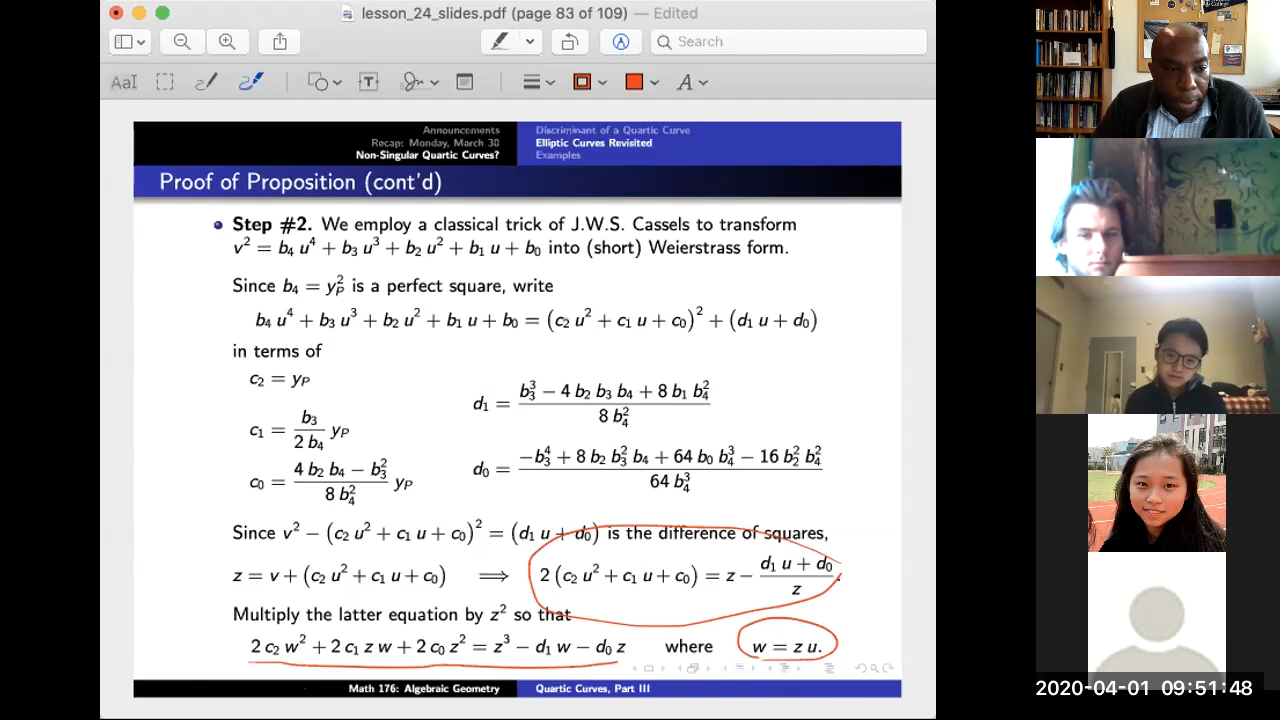 lesson_24_slides.pdf (page 83 of 109) — Edited
Search
AaI
T
A
Announcements
Recap: Monday, March 30
Non-Singular Quartic Curves?
Discriminant of a Quartic Curve
Elliptic Curves Revisited
Examples
Proof of Proposition (cont'd)
Step #2. We employ a classical trick of J.W.S. Cassels to transform
v² = b₄ u⁴ + b₃ u³ + b₂ u² + b₁ u + b₀ into (short) Weierstrass form.
Since b₄ = y_P² is a perfect square, write
b₄ u⁴ + b₃ u³ + b₂ u² + b₁ u + b₀ = (c₂ u² + c₁ u + c₀)² + (d₁ u + d₀)
in terms of
c₂ = y_P
c₁ = b₃ / 2 b₄ y_P
c₀ = 4 b₂ b₄ − b₃² / 8 b₄² y_P
d₁ = b₃³ − 4 b₂ b₃ b₄ + 8 b₁ b₄² / 8 b₄²
d₀ = −b₃⁴ + 8 b₂ b₃² b₄ + 64 b₀ b₄³ − 16 b₂² b₄² / 64 b₄³
Since v² − (c₂ u² + c₁ u + c₀)² = (d₁ u + d₀) is the difference of squares,
z = v + (c₂ u² + c₁ u + c₀) ⟹ 2 (c₂ u² + c₁ u + c₀) = z − d₁ u + d₀ / z.
Multiply the latter equation by z² so that
2 c₂ w² + 2 c₁ z w + 2 c₀ z² = z³ − d₁ w − d₀ z where w = z u.
Math 176: Algebraic Geometry
Quartic Curves, Part III
2020-04-01 09:51:48